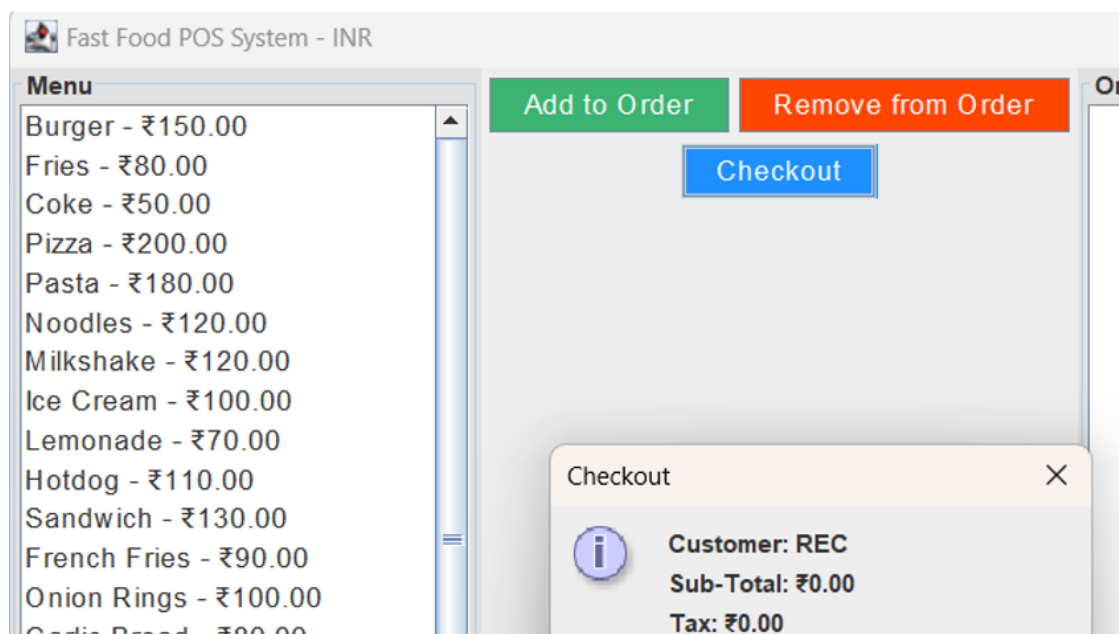 Fast Food POS System - INR
Menu
Burger - ₹150.00
Fries - ₹80.00
Coke - ₹50.00
Pizza - ₹200.00
Pasta - ₹180.00
Noodles - ₹120.00
Milkshake - ₹120.00
Ice Cream - ₹100.00
Lemonade - ₹70.00
Hotdog - ₹110.00
Sandwich - ₹130.00
French Fries - ₹90.00
Onion Rings - ₹100.00
Add to Order
Remove from Order
Checkout
Checkout
Customer: REC
Sub-Total: ₹0.00
Tax: ₹0.00